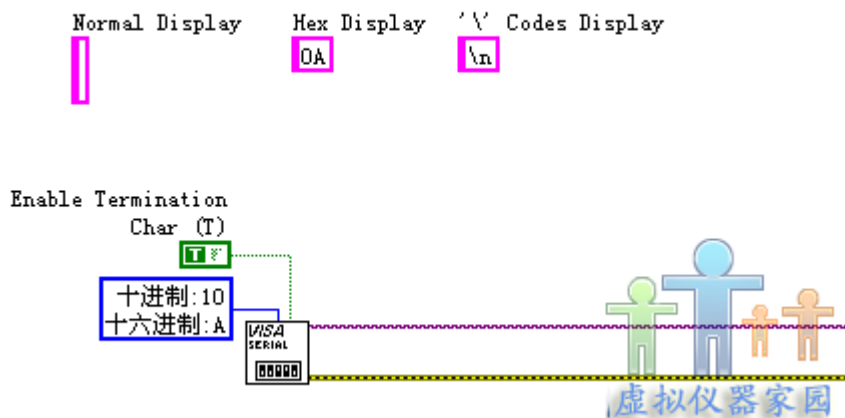 Normal Display
Hex Display
'\' Codes Display
0A
\n
Enable Termination
Char (T)
T
十进制:10
十六进制:A
VISA
SERIAL
虚拟仪器家园